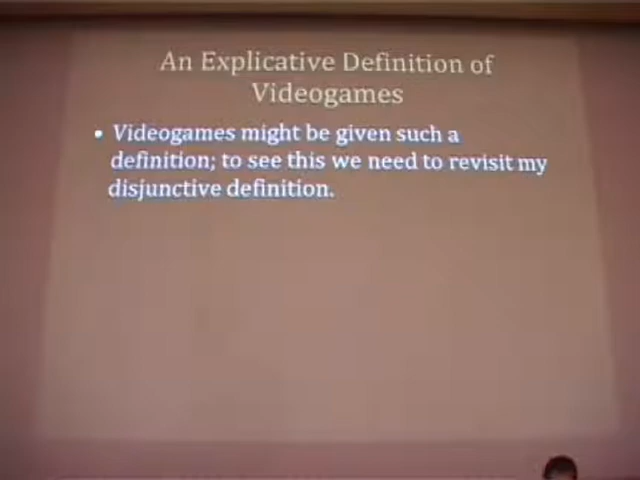 An Explicative Definition of
Videogames
• Videogames might be given such a
definition; to see this we need to revisit my
disjunctive definition.